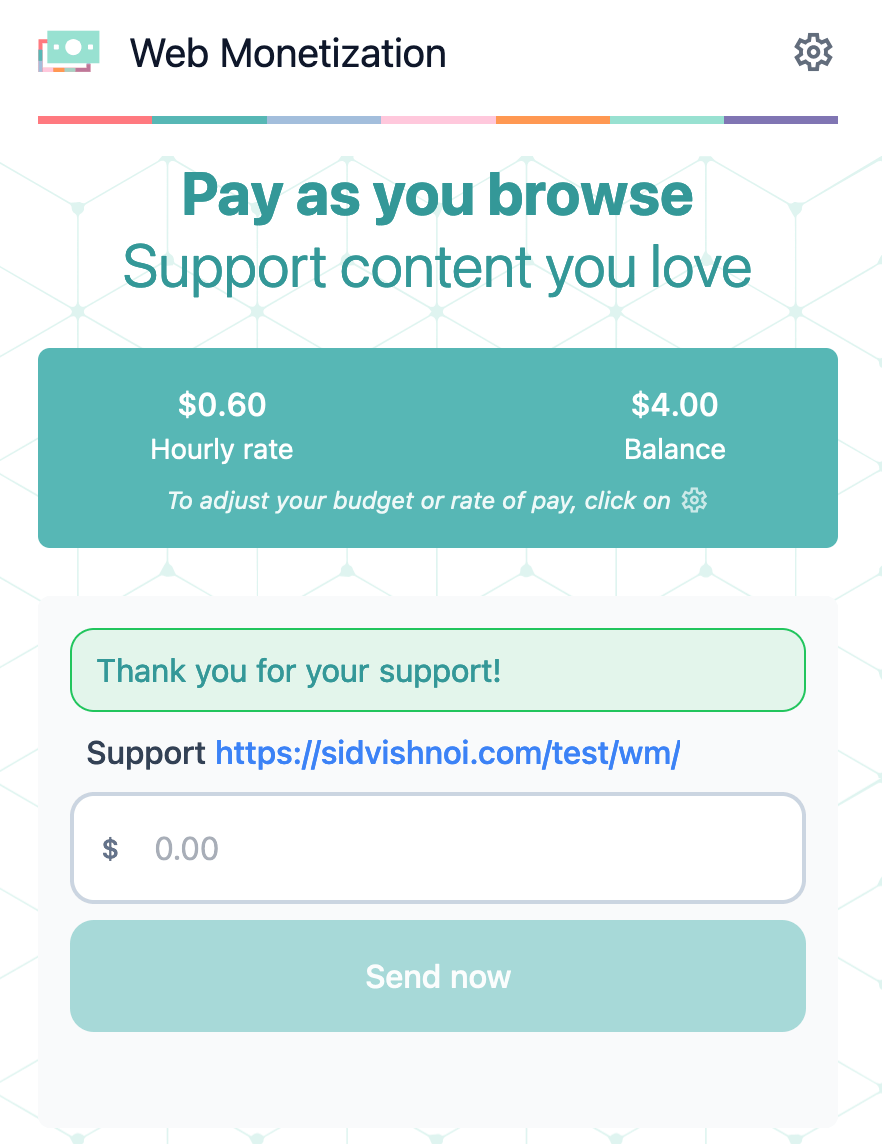 Web Monetization
Pay as you browse
Support content you love
$0.60
Hourly rate
$4.00
Balance
To adjust your budget or rate of pay, click on
Thank you for your support!
Support https://sidvishnoi.com/test/wm/
$ 0.00
Send now